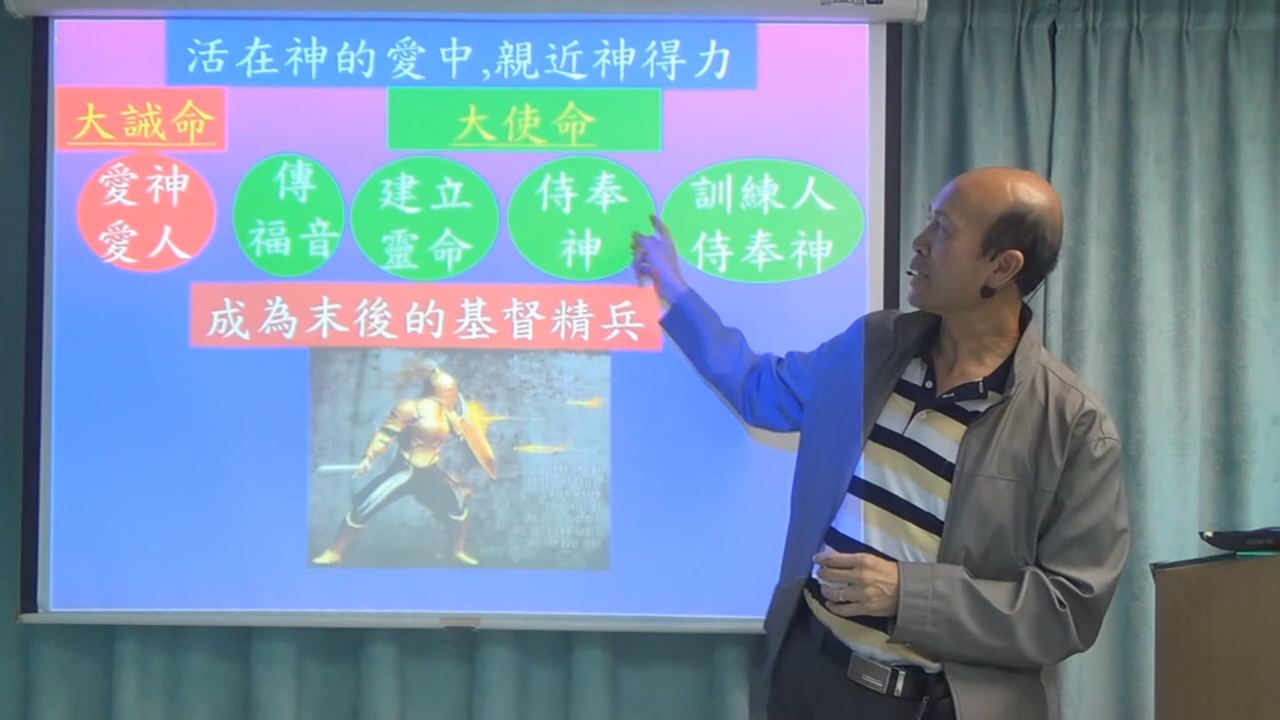 活在神的愛中,親近神得力
大誡命
大使命
愛神
愛人
傳
福音
建立
靈命
侍奉
神
訓練人
侍奉神
成為末後的基督精兵